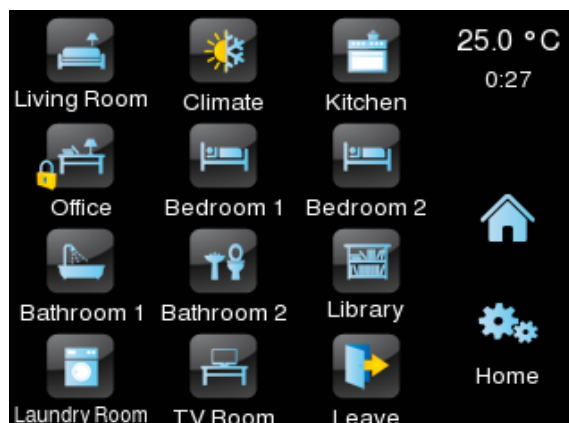 25.0 °C
0:27
Living Room
Climate
Kitchen
Office
Bedroom 1
Bedroom 2
Bathroom 1
Bathroom 2
Library
Home
Laundry Room
TV Room
Leave